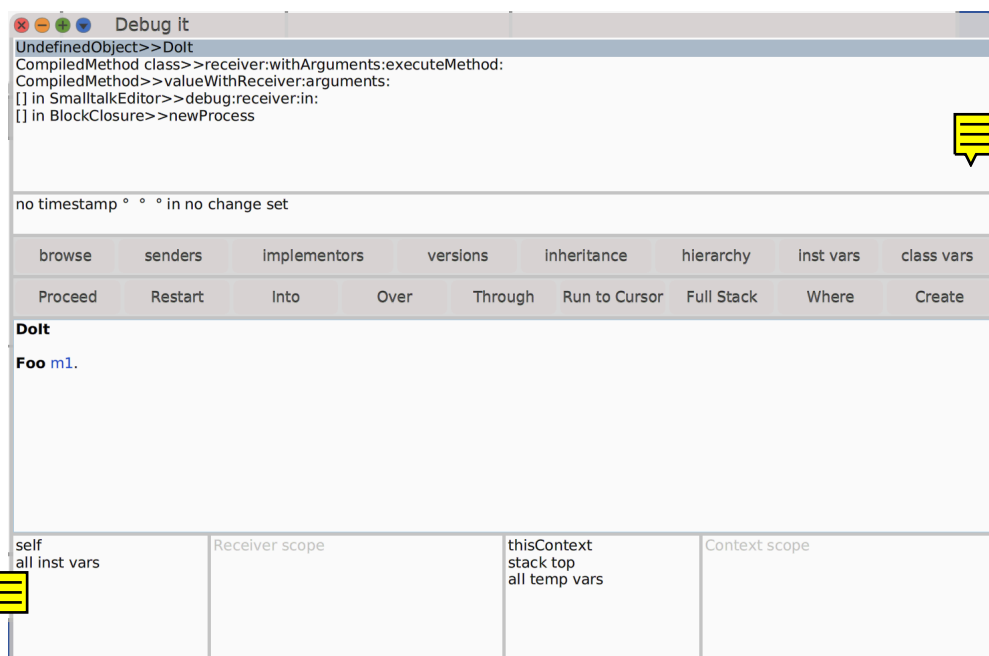 Debug it
UndefinedObject>>DoIt
CompiledMethod class>>receiver:withArguments:executeMethod:
CompiledMethod>>valueWithReceiver:arguments:
[] in SmalltalkEditor>>debug:receiver:in:
[] in BlockClosure>>newProcess
no timestamp ° ° ° in no change set
browse senders implementors versions inheritance hierarchy inst vars class vars
Proceed Restart Into Over Through Run to Cursor Full Stack Where Create
DoIt
Foo m1.
self
all inst vars
Receiver scope
thisContext
stack top
all temp vars
Context scope